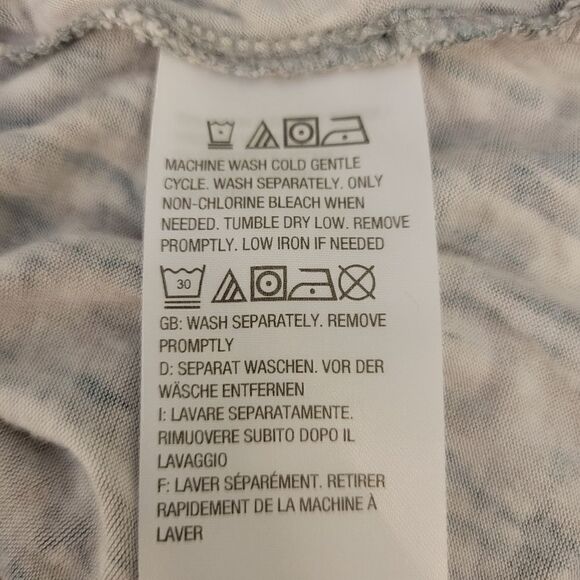 MACHINE WASH COLD GENTLE
CYCLE. WASH SEPARATELY. ONLY
NON-CHLORINE BLEACH WHEN
NEEDED. TUMBLE DRY LOW. REMOVE
PROMPTLY. LOW IRON IF NEEDED
30
GB: WASH SEPARATELY. REMOVE
PROMPTLY
D: SEPARAT WASCHEN. VOR DER
WÄSCHE ENTFERNEN
I: LAVARE SEPARATAMENTE.
RIMUOVERE SUBITO DOPO IL
LAVAGGIO
F: LAVER SÉPARÉMENT. RETIRER
RAPIDEMENT DE LA MACHINE À
LAVER